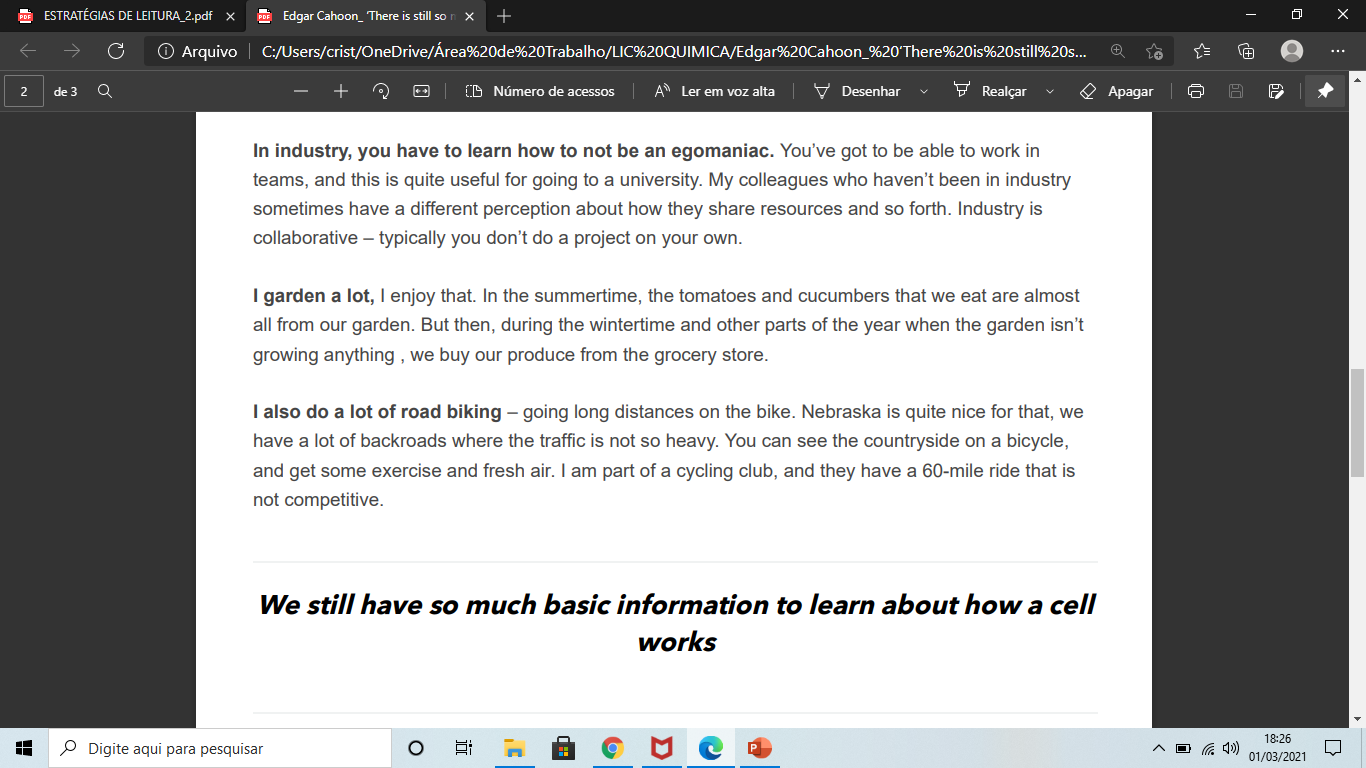 ESTRATÉGIAS DE LEITURA_2.pdf
Edgar Cahoon_ 'There is still so
Arquivo
C:/Users/crist/OneDrive/Área%20de%20Trabalho/LIC%20QUIMICA/Edgar%20Cahoon_%20'There%20is%20still%20s...
2 de 3
Número de acessos
Ler em voz alta
Desenhar
Realçar
Apagar
In industry, you have to learn how to not be an egomaniac. You’ve got to be able to work in
teams, and this is quite useful for going to a university. My colleagues who haven’t been in industry
sometimes have a different perception about how they share resources and so forth. Industry is
collaborative – typically you don’t do a project on your own.
I garden a lot, I enjoy that. In the summertime, the tomatoes and cucumbers that we eat are almost
all from our garden. But then, during the wintertime and other parts of the year when the garden isn’t
growing anything , we buy our produce from the grocery store.
I also do a lot of road biking – going long distances on the bike. Nebraska is quite nice for that, we
have a lot of backroads where the traffic is not so heavy. You can see the countryside on a bicycle,
and get some exercise and fresh air. I am part of a cycling club, and they have a 60-mile ride that is
not competitive.
We still have so much basic information to learn about how a cell
works
Digite aqui para pesquisar
18:26
01/03/2021